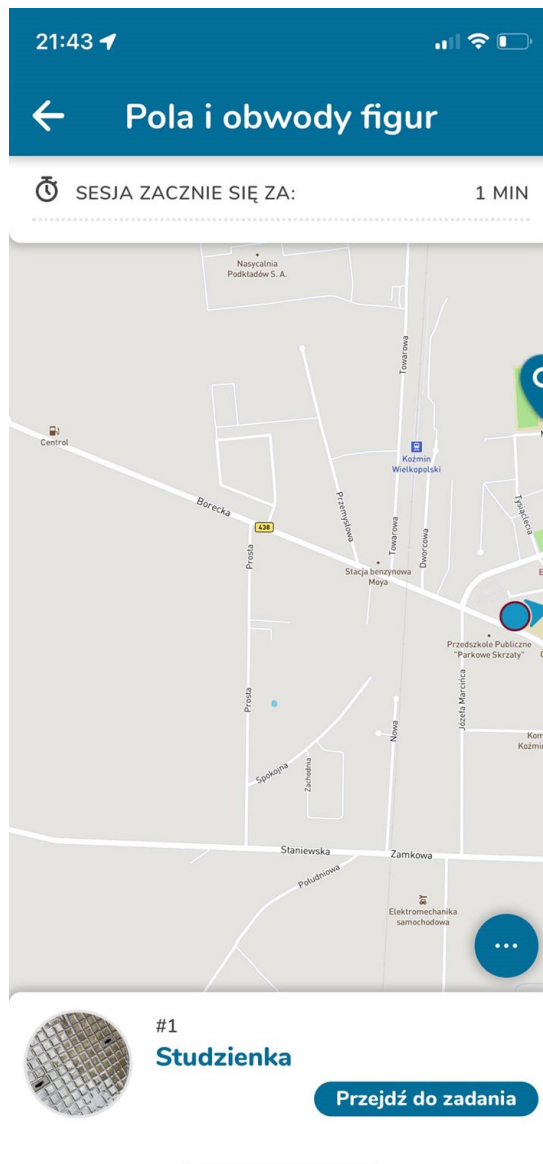 21:43
Pola i obwody figur
SESJA ZACZNIE SIĘ ZA: 1 MIN
Nasycalnia
Podkładów S. A.
Towarowa
Centrol
Koźmin
Wielkopolski
Tysiąclecia
Borecka
438
Przemysłowa
Towarowa
Dworcowa
Prosta
Stacja benzynowa
Moya
Przedszkole Publiczne
"Parkowe Skrzaty"
Józefa Marcińca
Prosta
Nowa
Kom
Koźmi
Spokojna
Zachodnia
Staniewska
Zamkowa
Południowa
Elektromechanika
samochodowa
#1
Studzienka
Przejdź do zadania